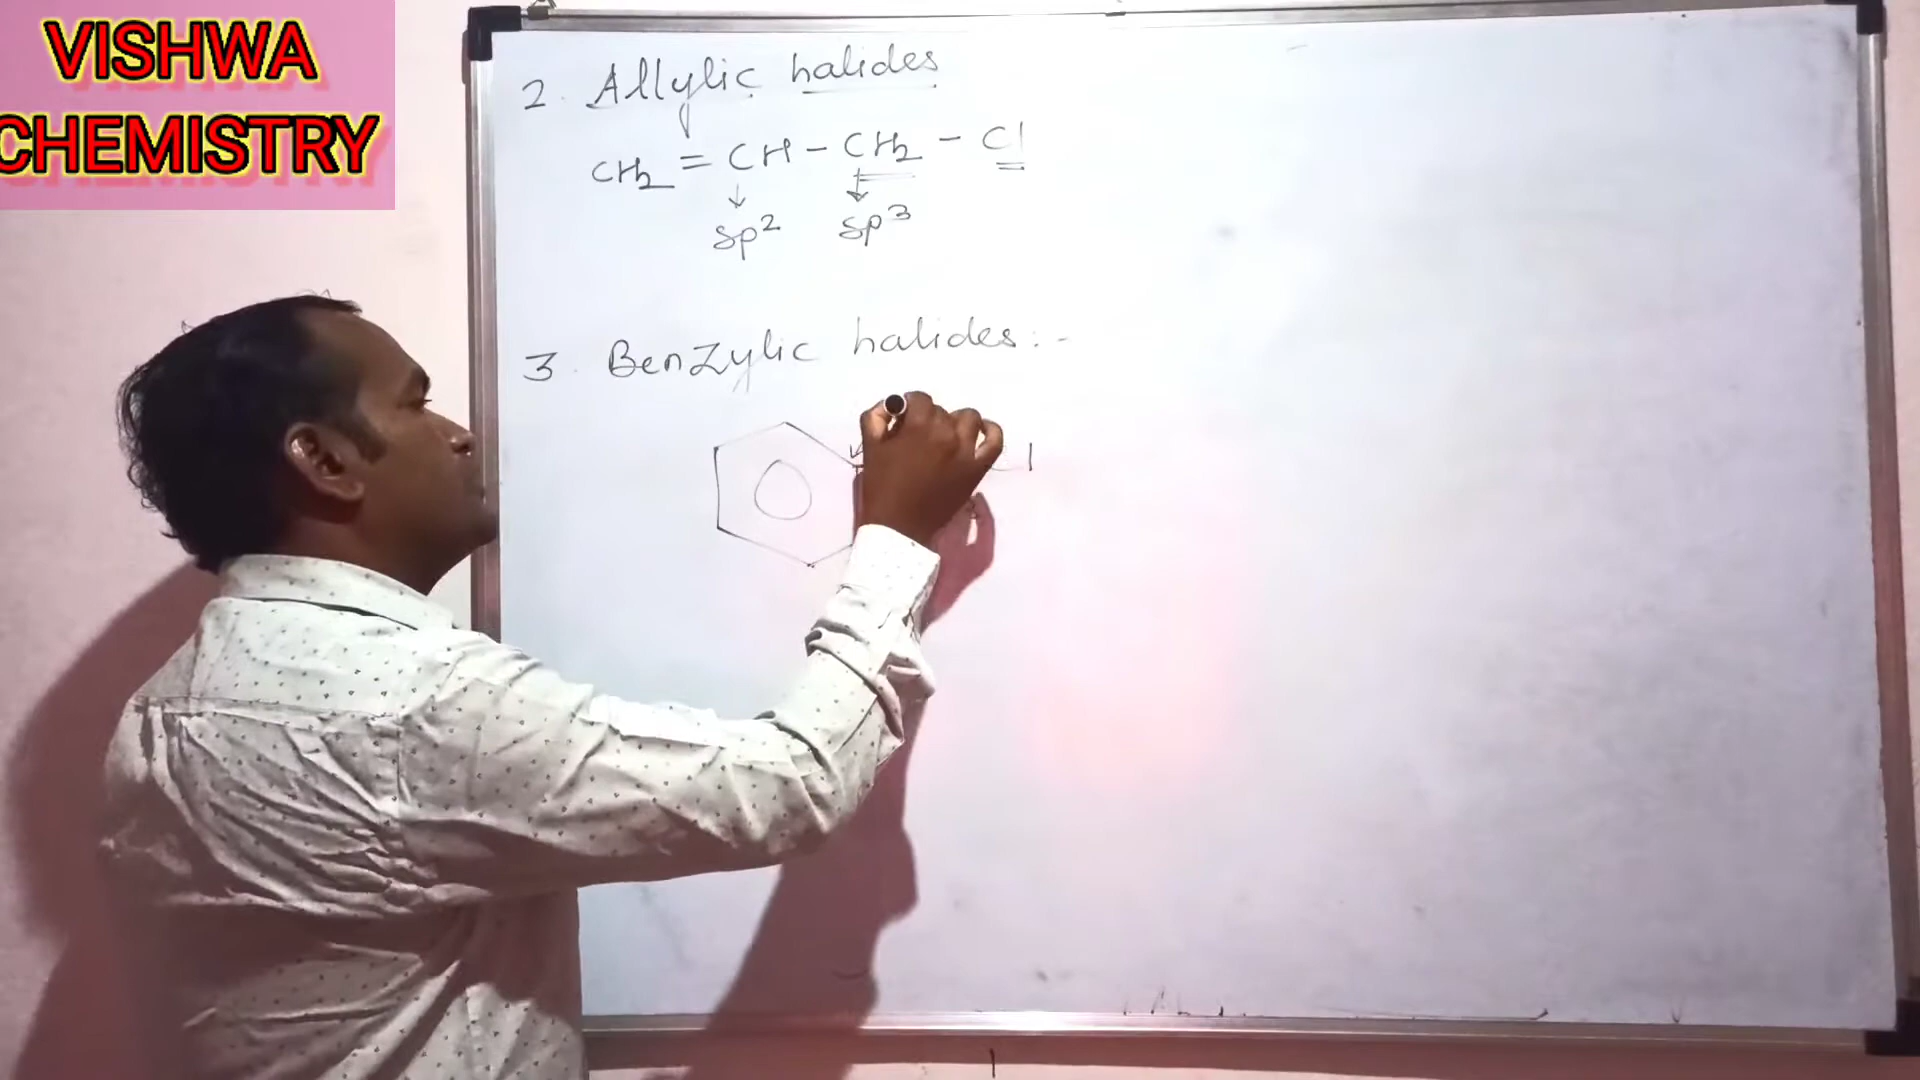 VISHWA
CHEMISTRY
2. Allylic halides
CH₂ = CH - CH₂ - Cl
↓ ↓
sp² sp³
3. Benzylic halides:-